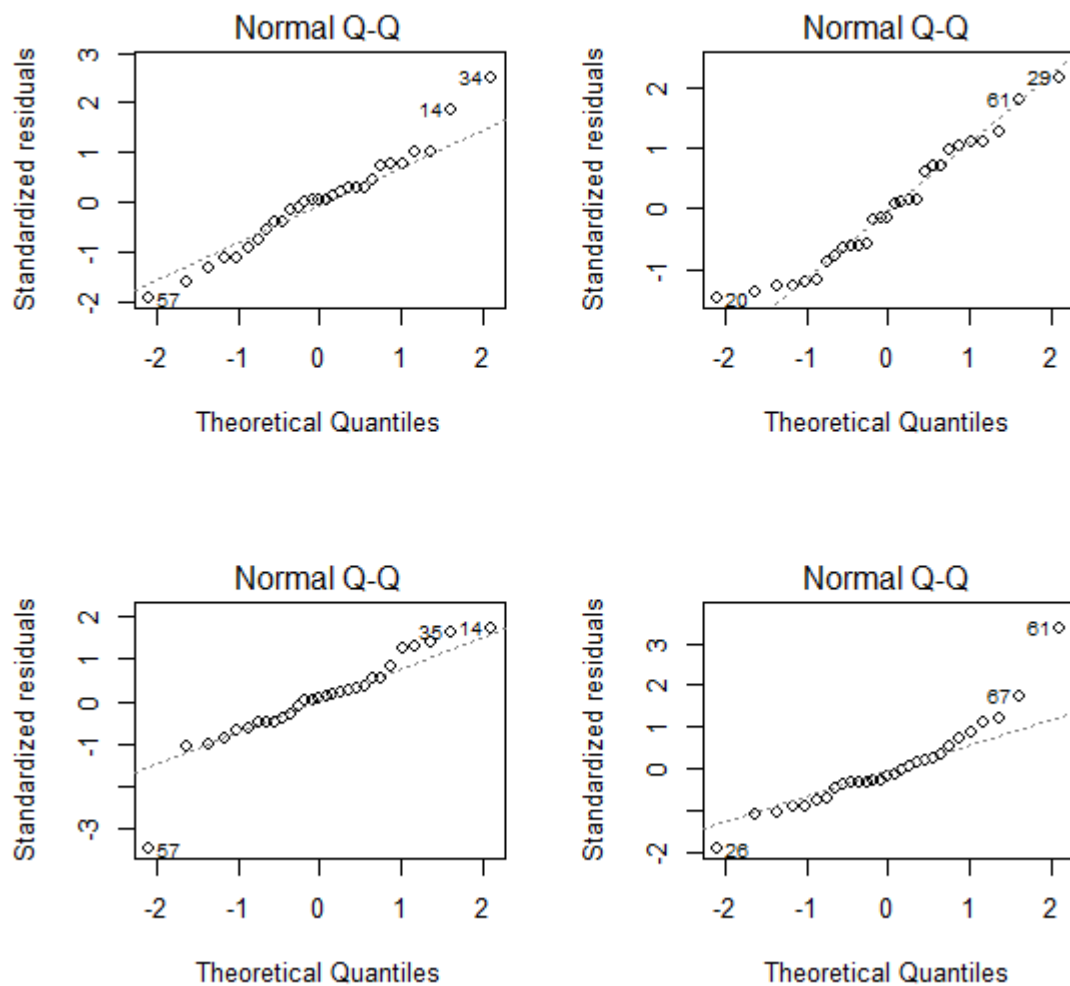 Normal Q-Q
Standardized residuals
3
2
1
0
-1
-2
34
14
57
-2 -1 0 1 2
Theoretical Quantiles
Normal Q-Q
Standardized residuals
2
1
0
-1
29
61
20
-2 -1 0 1 2
Theoretical Quantiles
Normal Q-Q
Standardized residuals
2
1
0
-1
-3
35 14
57
-2 -1 0 1 2
Theoretical Quantiles
Normal Q-Q
Standardized residuals
3
2
1
0
-2
61
67
26
-2 -1 0 1 2
Theoretical Quantiles